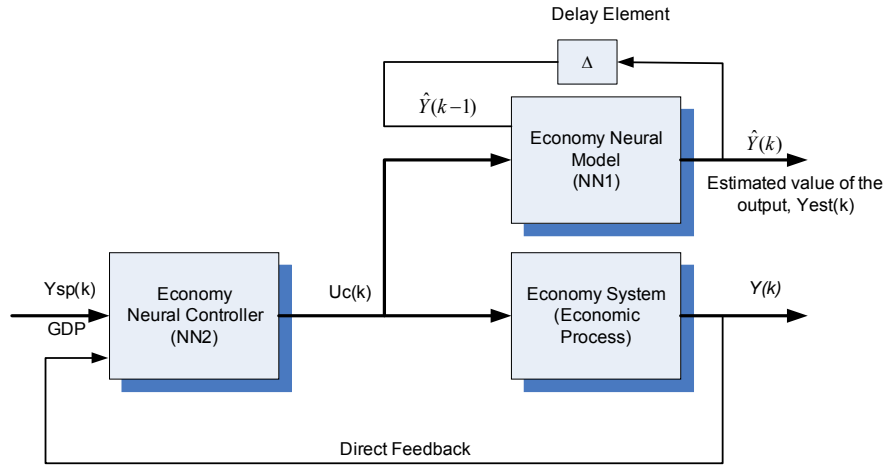 Delay Element
Δ
Ŷ(k−1)
Economy Neural
Model
(NN1)
Ŷ(k)
Estimated value of the
output, Yest(k)
Ysp(k)
GDP
Economy
Neural Controller
(NN2)
Uc(k)
Economy System
(Economic
Process)
Y(k)
Direct Feedback